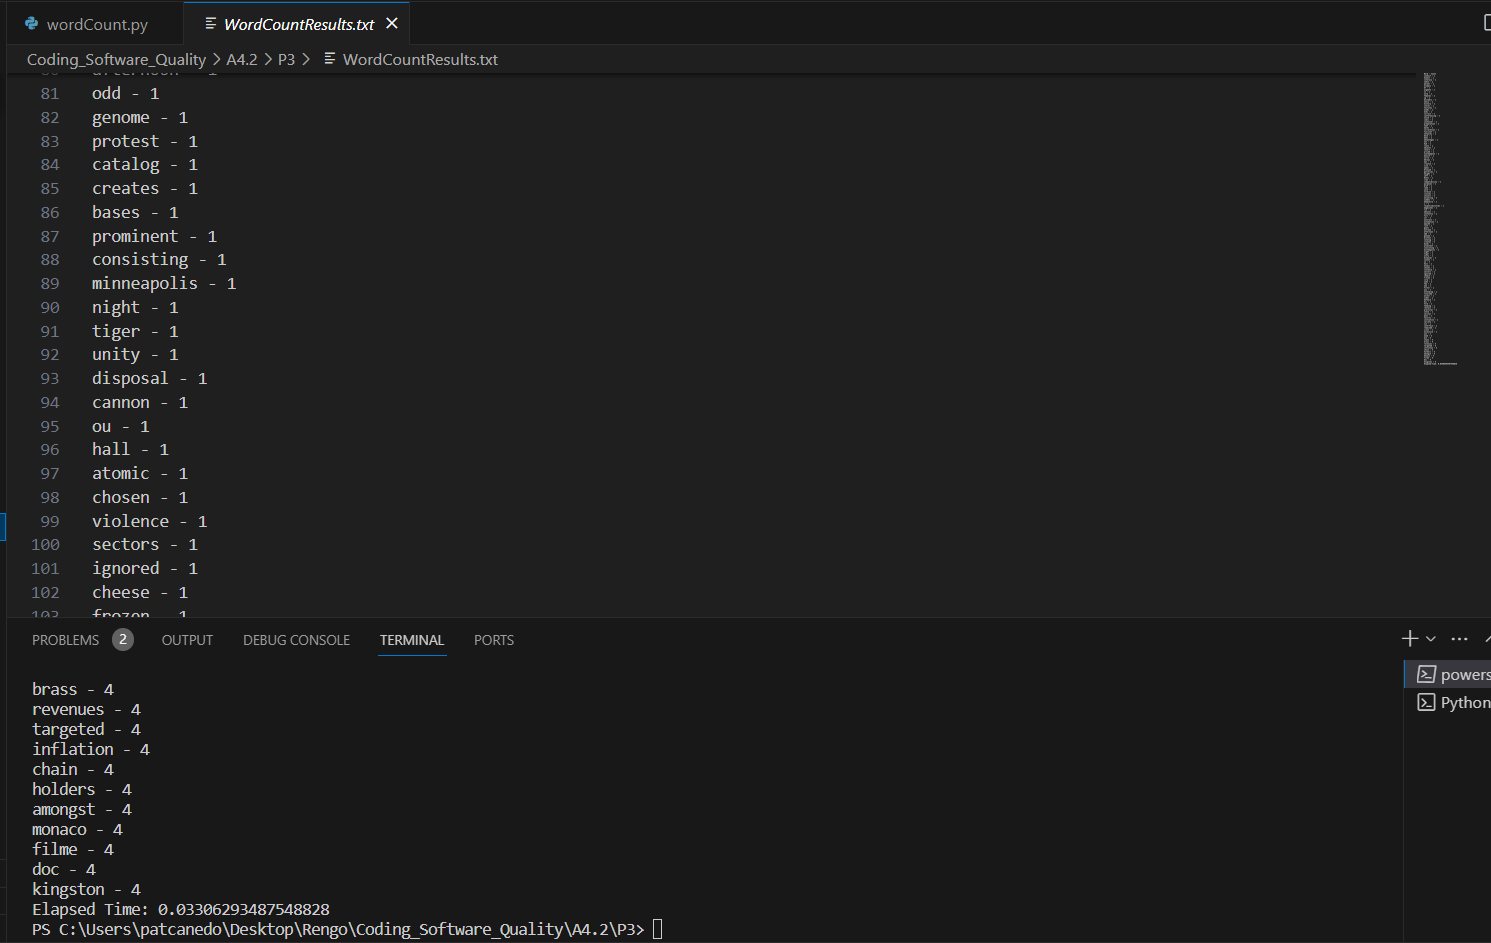 wordCount.py
WordCountResults.txt
Coding_Software_Quality > A4.2 > P3 > WordCountResults.txt
81 odd - 1
82 genome - 1
83 protest - 1
84 catalog - 1
85 creates - 1
86 bases - 1
87 prominent - 1
88 consisting - 1
89 minneapolis - 1
90 night - 1
91 tiger - 1
92 unity - 1
93 disposal - 1
94 cannon - 1
95 ou - 1
96 hall - 1
97 atomic - 1
98 chosen - 1
99 violence - 1
100 sectors - 1
101 ignored - 1
102 cheese - 1
103 frozen - 1
PROBLEMS 2 OUTPUT DEBUG CONSOLE TERMINAL PORTS
powers
Python
brass - 4
revenues - 4
targeted - 4
inflation - 4
chain - 4
holders - 4
amongst - 4
monaco - 4
filme - 4
doc - 4
kingston - 4
Elapsed Time: 0.03306293487548828
PS C:\Users\patcanedo\Desktop\Rengo\Coding_Software_Quality\A4.2\P3>